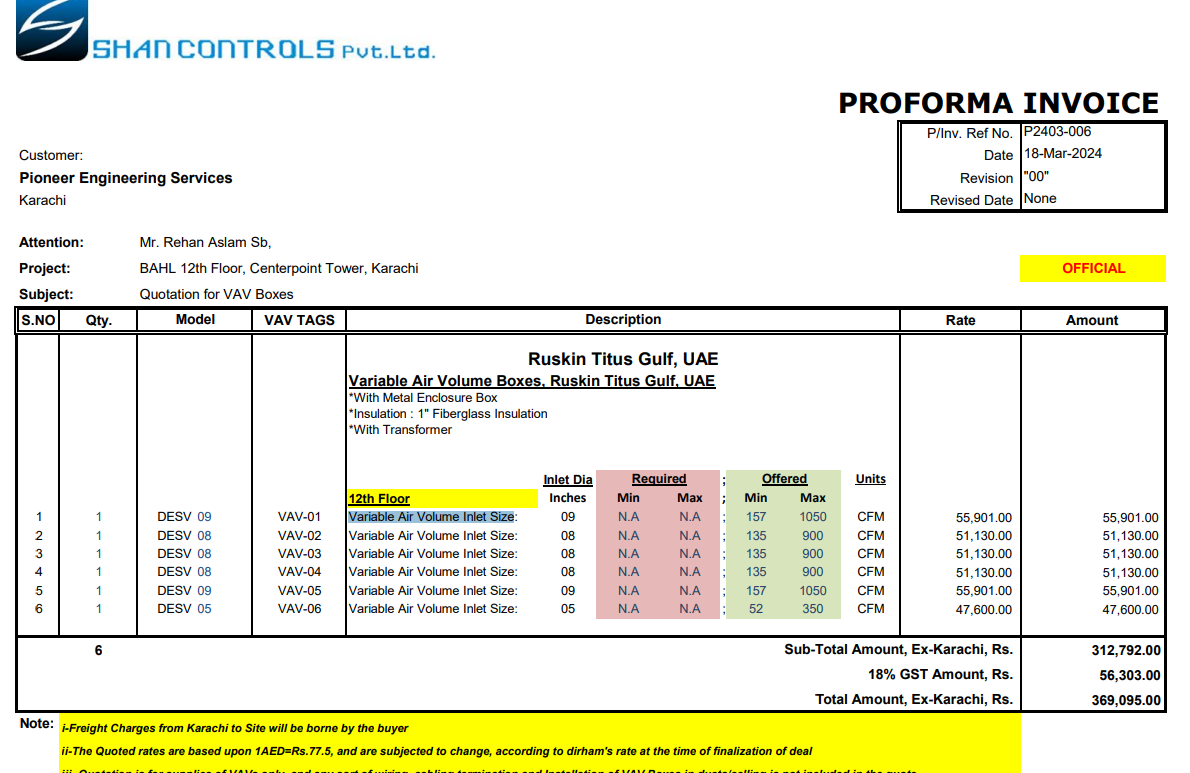 SHAN CONTROLS Pvt.Ltd.
PROFORMA INVOICE
P/Inv. Ref No. P2403-006
Date 18-Mar-2024
Revision "00"
Revised Date None
Customer:
Pioneer Engineering Services
Karachi
Attention: Mr. Rehan Aslam Sb,
Project: BAHL 12th Floor, Centerpoint Tower, Karachi
OFFICIAL
Subject: Quotation for VAV Boxes
S.NO Qty. Model VAV TAGS Description Rate Amount
Ruskin Titus Gulf, UAE
Variable Air Volume Boxes, Ruskin Titus Gulf, UAE
*With Metal Enclosure Box
*Insulation : 1" Fiberglass Insulation
*With Transformer
Inlet Dia Required ; Offered Units
12th Floor Inches Min Max ; Min Max
1 1 DESV 09 VAV-01 Variable Air Volume Inlet Size: 09 N.A N.A ; 157 1050 CFM 55,901.00 55,901.00
2 1 DESV 08 VAV-02 Variable Air Volume Inlet Size: 08 N.A N.A ; 135 900 CFM 51,130.00 51,130.00
3 1 DESV 08 VAV-03 Variable Air Volume Inlet Size: 08 N.A N.A ; 135 900 CFM 51,130.00 51,130.00
4 1 DESV 08 VAV-04 Variable Air Volume Inlet Size: 08 N.A N.A ; 135 900 CFM 51,130.00 51,130.00
5 1 DESV 09 VAV-05 Variable Air Volume Inlet Size: 09 N.A N.A ; 157 1050 CFM 55,901.00 55,901.00
6 1 DESV 05 VAV-06 Variable Air Volume Inlet Size: 05 N.A N.A ; 52 350 CFM 47,600.00 47,600.00
6 Sub-Total Amount, Ex-Karachi, Rs. 312,792.00
18% GST Amount, Rs. 56,303.00
Total Amount, Ex-Karachi, Rs. 369,095.00
Note: i-Freight Charges from Karachi to Site will be borne by the buyer
ii-The Quoted rates are based upon 1AED=Rs.77.5, and are subjected to change, according to dirham's rate at the time of finalization of deal